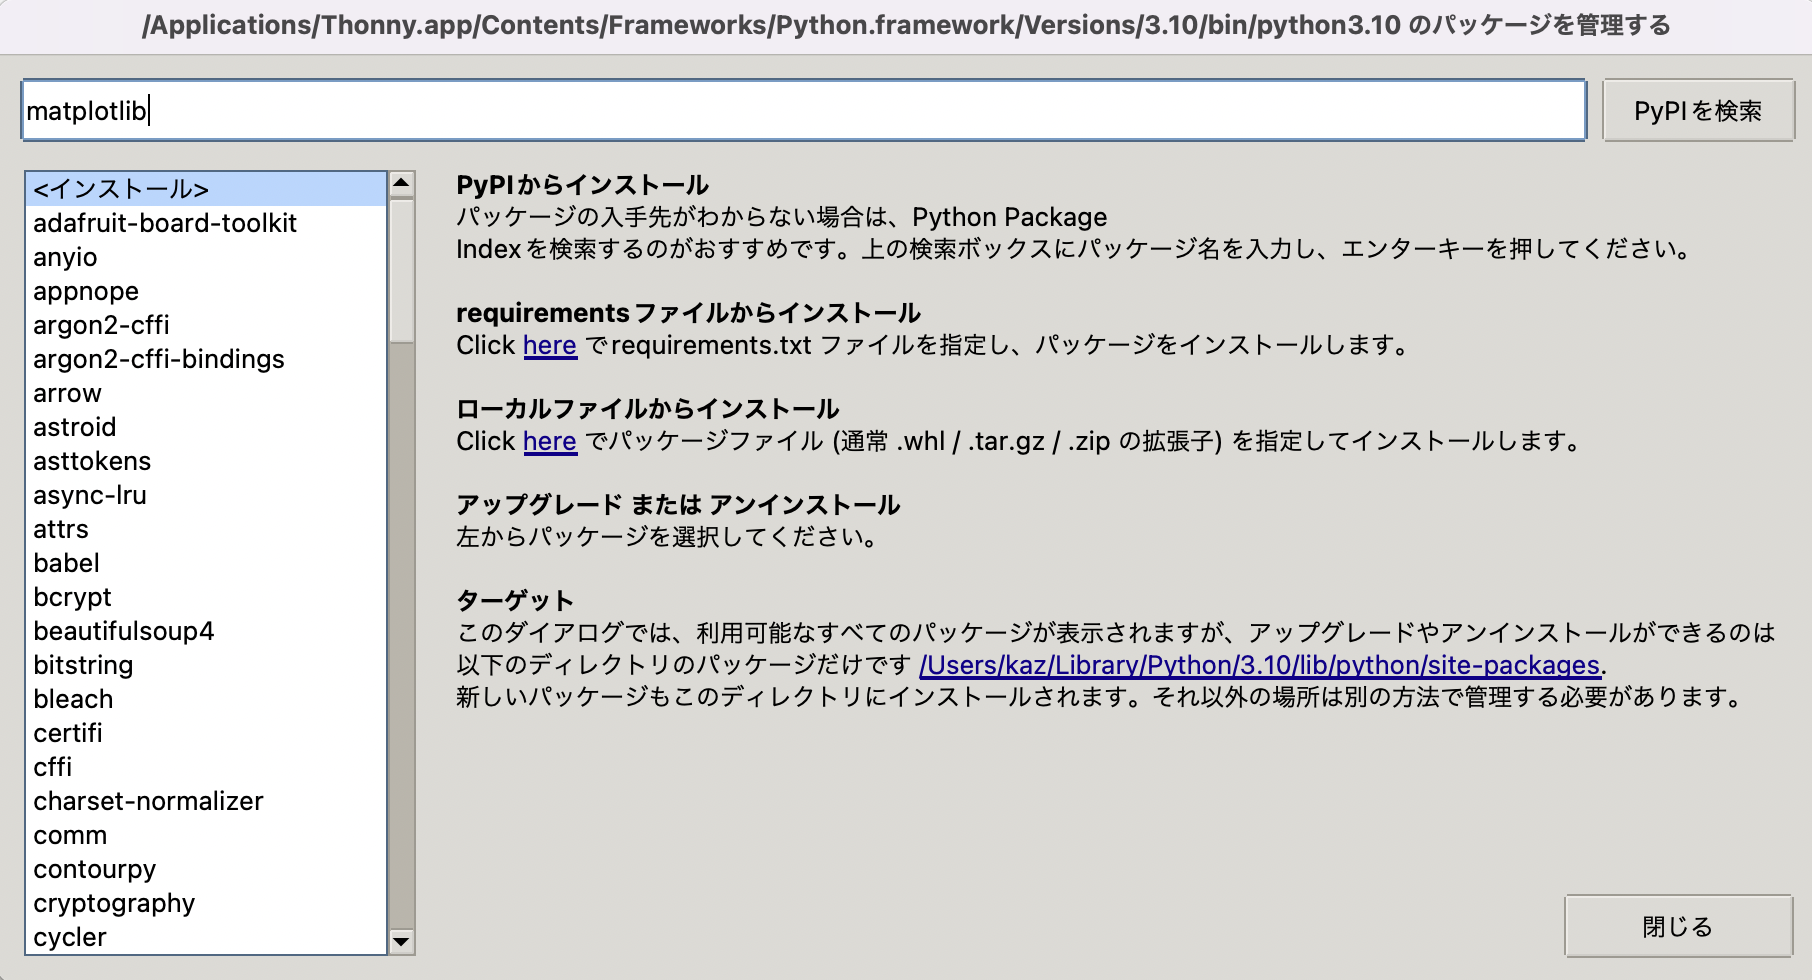 /Applications/Thonny.app/Contents/Frameworks/Python.framework/Versions/3.10/bin/python3.10 のパッケージを管理する
matplotlib
PyPIを検索
<インストール>
adafruit-board-toolkit
anyio
appnope
argon2-cffi
argon2-cffi-bindings
arrow
astroid
asttokens
async-lru
attrs
babel
bcrypt
beautifulsoup4
bitstring
bleach
certifi
cffi
charset-normalizer
comm
contourpy
cryptography
cycler
PyPIからインストール
パッケージの入手先がわからない場合は、Python Package
Indexを検索するのがおすすめです。上の検索ボックスにパッケージ名を入力し、エンターキーを押してください。
requirementsファイルからインストール
Click here でrequirements.txt ファイルを指定し、パッケージをインストールします。
ローカルファイルからインストール
Click here でパッケージファイル (通常 .whl / .tar.gz / .zip の拡張子) を指定してインストールします。
アップグレード または アンインストール
左からパッケージを選択してください。
ターゲット
このダイアログでは、利用可能なすべてのパッケージが表示されますが、アップグレードやアンインストールができるのは
以下のディレクトリのパッケージだけです /Users/kaz/Library/Python/3.10/lib/python/site-packages.
新しいパッケージもこのディレクトリにインストールされます。それ以外の場所は別の方法で管理する必要があります。
閉じる